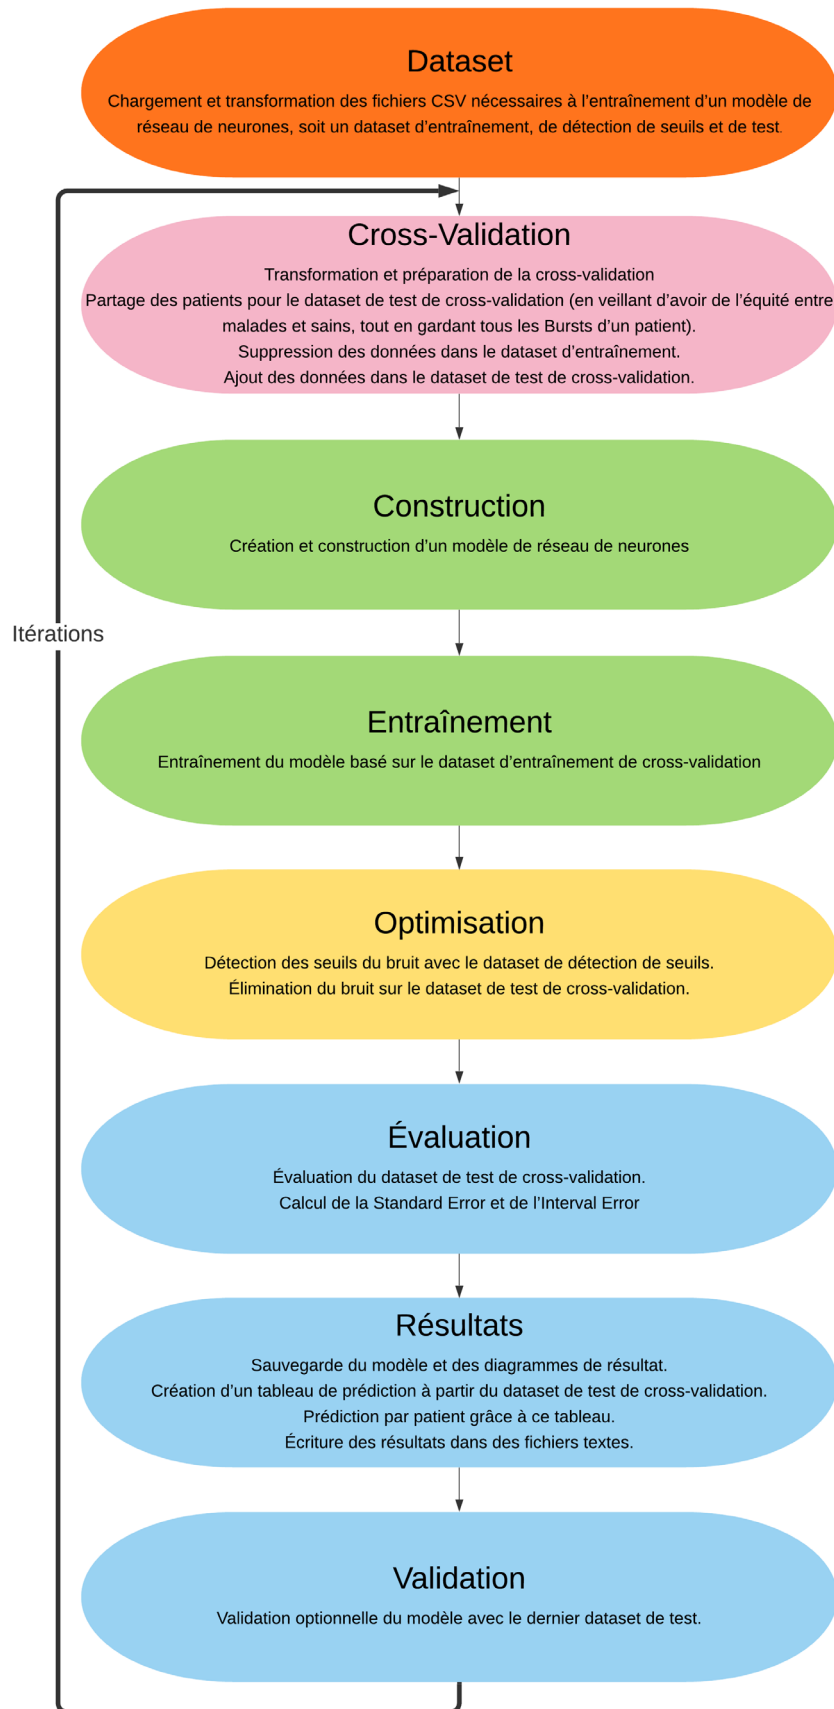 Dataset
Chargement et transformation des fichiers CSV nécessaires à l’entraînement d’un modèle de
réseau de neurones, soit un dataset d’entraînement, de détection de seuils et de test.
Cross-Validation
Transformation et préparation de la cross-validation
Partage des patients pour le dataset de test de cross-validation (en veillant d’avoir de l’équité entre
malades et sains, tout en gardant tous les Bursts d’un patient).
Suppression des données dans le dataset d’entraînement.
Ajout des données dans le dataset de test de cross-validation.
Construction
Création et construction d’un modèle de réseau de neurones
Itérations
Entraînement
Entraînement du modèle basé sur le dataset d’entraînement de cross-validation
Optimisation
Détection des seuils du bruit avec le dataset de détection de seuils.
Élimination du bruit sur le dataset de test de cross-validation.
Évaluation
Évaluation du dataset de test de cross-validation.
Calcul de la Standard Error et de l’Interval Error
Résultats
Sauvegarde du modèle et des diagrammes de résultat.
Création d’un tableau de prédiction à partir du dataset de test de cross-validation.
Prédiction par patient grâce à ce tableau.
Écriture des résultats dans des fichiers textes.
Validation
Validation optionnelle du modèle avec le dernier dataset de test.